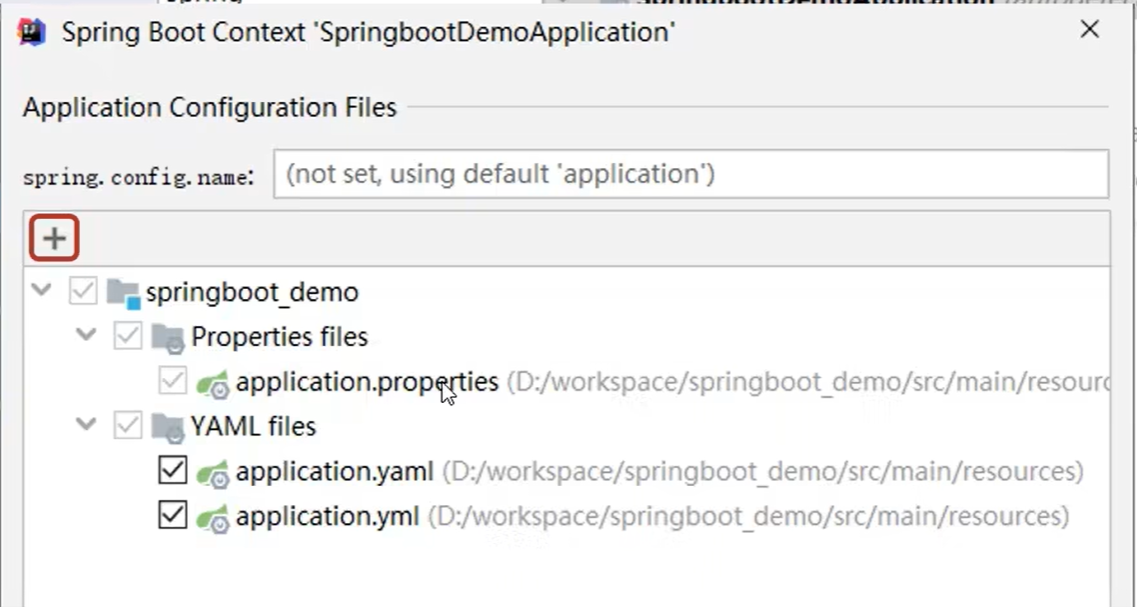 Spring Boot Context 'SpringbootDemoApplication'
Application Configuration Files
spring.config.name: (not set, using default 'application')
springboot_demo
Properties files
application.properties (D:/workspace/springboot_demo/src/main/resourc
YAML files
application.yaml (D:/workspace/springboot_demo/src/main/resources)
application.yml (D:/workspace/springboot_demo/src/main/resources)